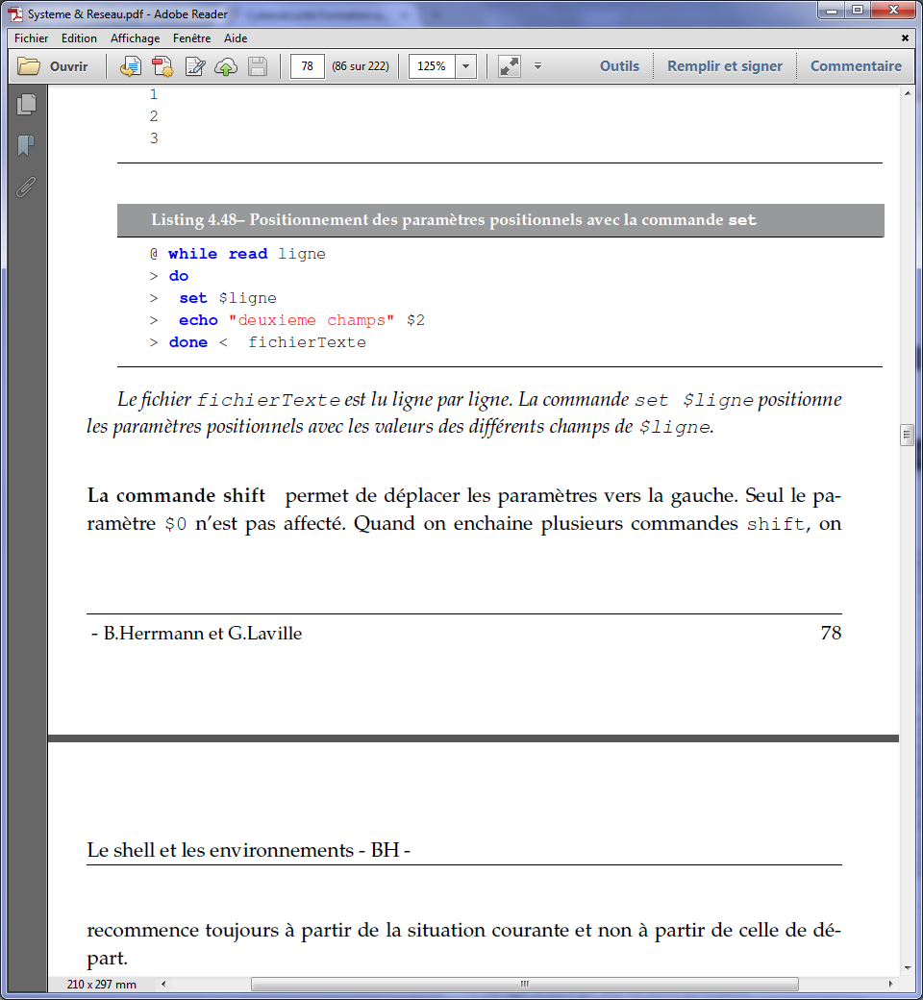 Systeme & Reseau.pdf - Adobe Reader
Fichier Edition Affichage Fenêtre Aide
Ouvrir 78 (86 sur 222) 125% Outils Remplir et signer Commentaire
1
2
3
Listing 4.48– Positionnement des paramètres positionnels avec la commande set
@ while read ligne
> do
> set $ligne
> echo "deuxieme champs" $2
> done < fichierTexte
Le fichier fichierTexte est lu ligne par ligne. La commande set $ligne positionne
les paramètres positionnels avec les valeurs des différents champs de $ligne.
La commande shift permet de déplacer les paramètres vers la gauche. Seul le pa-
ramètre $0 n'est pas affecté. Quand on enchaine plusieurs commandes shift, on
- B.Herrmann et G.Laville 78
Le shell et les environnements - BH -
recommence toujours à partir de la situation courante et non à partir de celle de dé-
part.
210 x 297 mm